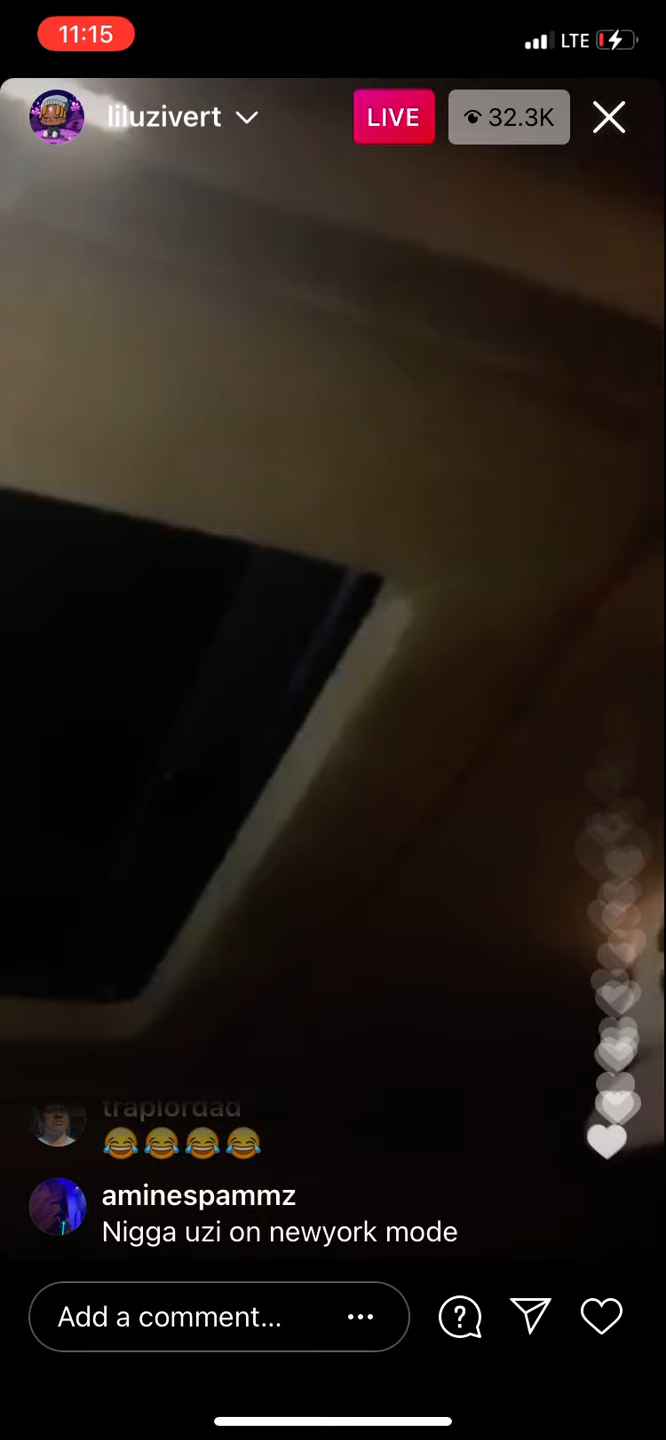 11:15
LTE
liluzivert
LIVE
32.3K
traplordad
😂😂😂😂
aminespammz
Nigga uzi on newyork mode
Add a comment...